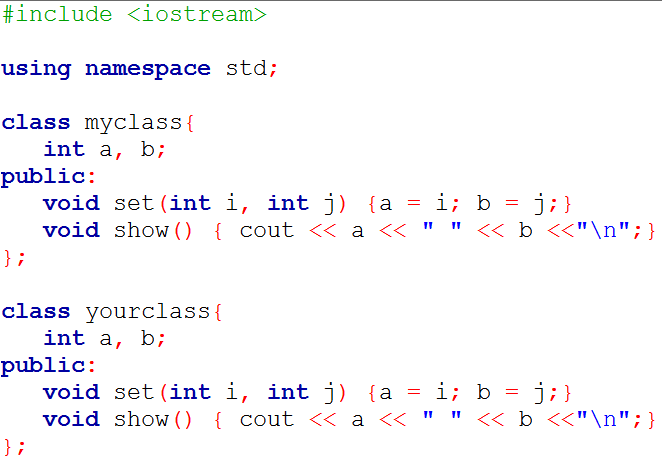 #include <iostream>
using namespace std;
class myclass{
   int a, b;
public:
   void set(int i, int j) {a = i; b = j;}
   void show() { cout << a << " " << b <<"\n";}
};
class yourclass{
   int a, b;
public:
   void set(int i, int j) {a = i; b = j;}
   void show() { cout << a << " " << b <<"\n";}
};